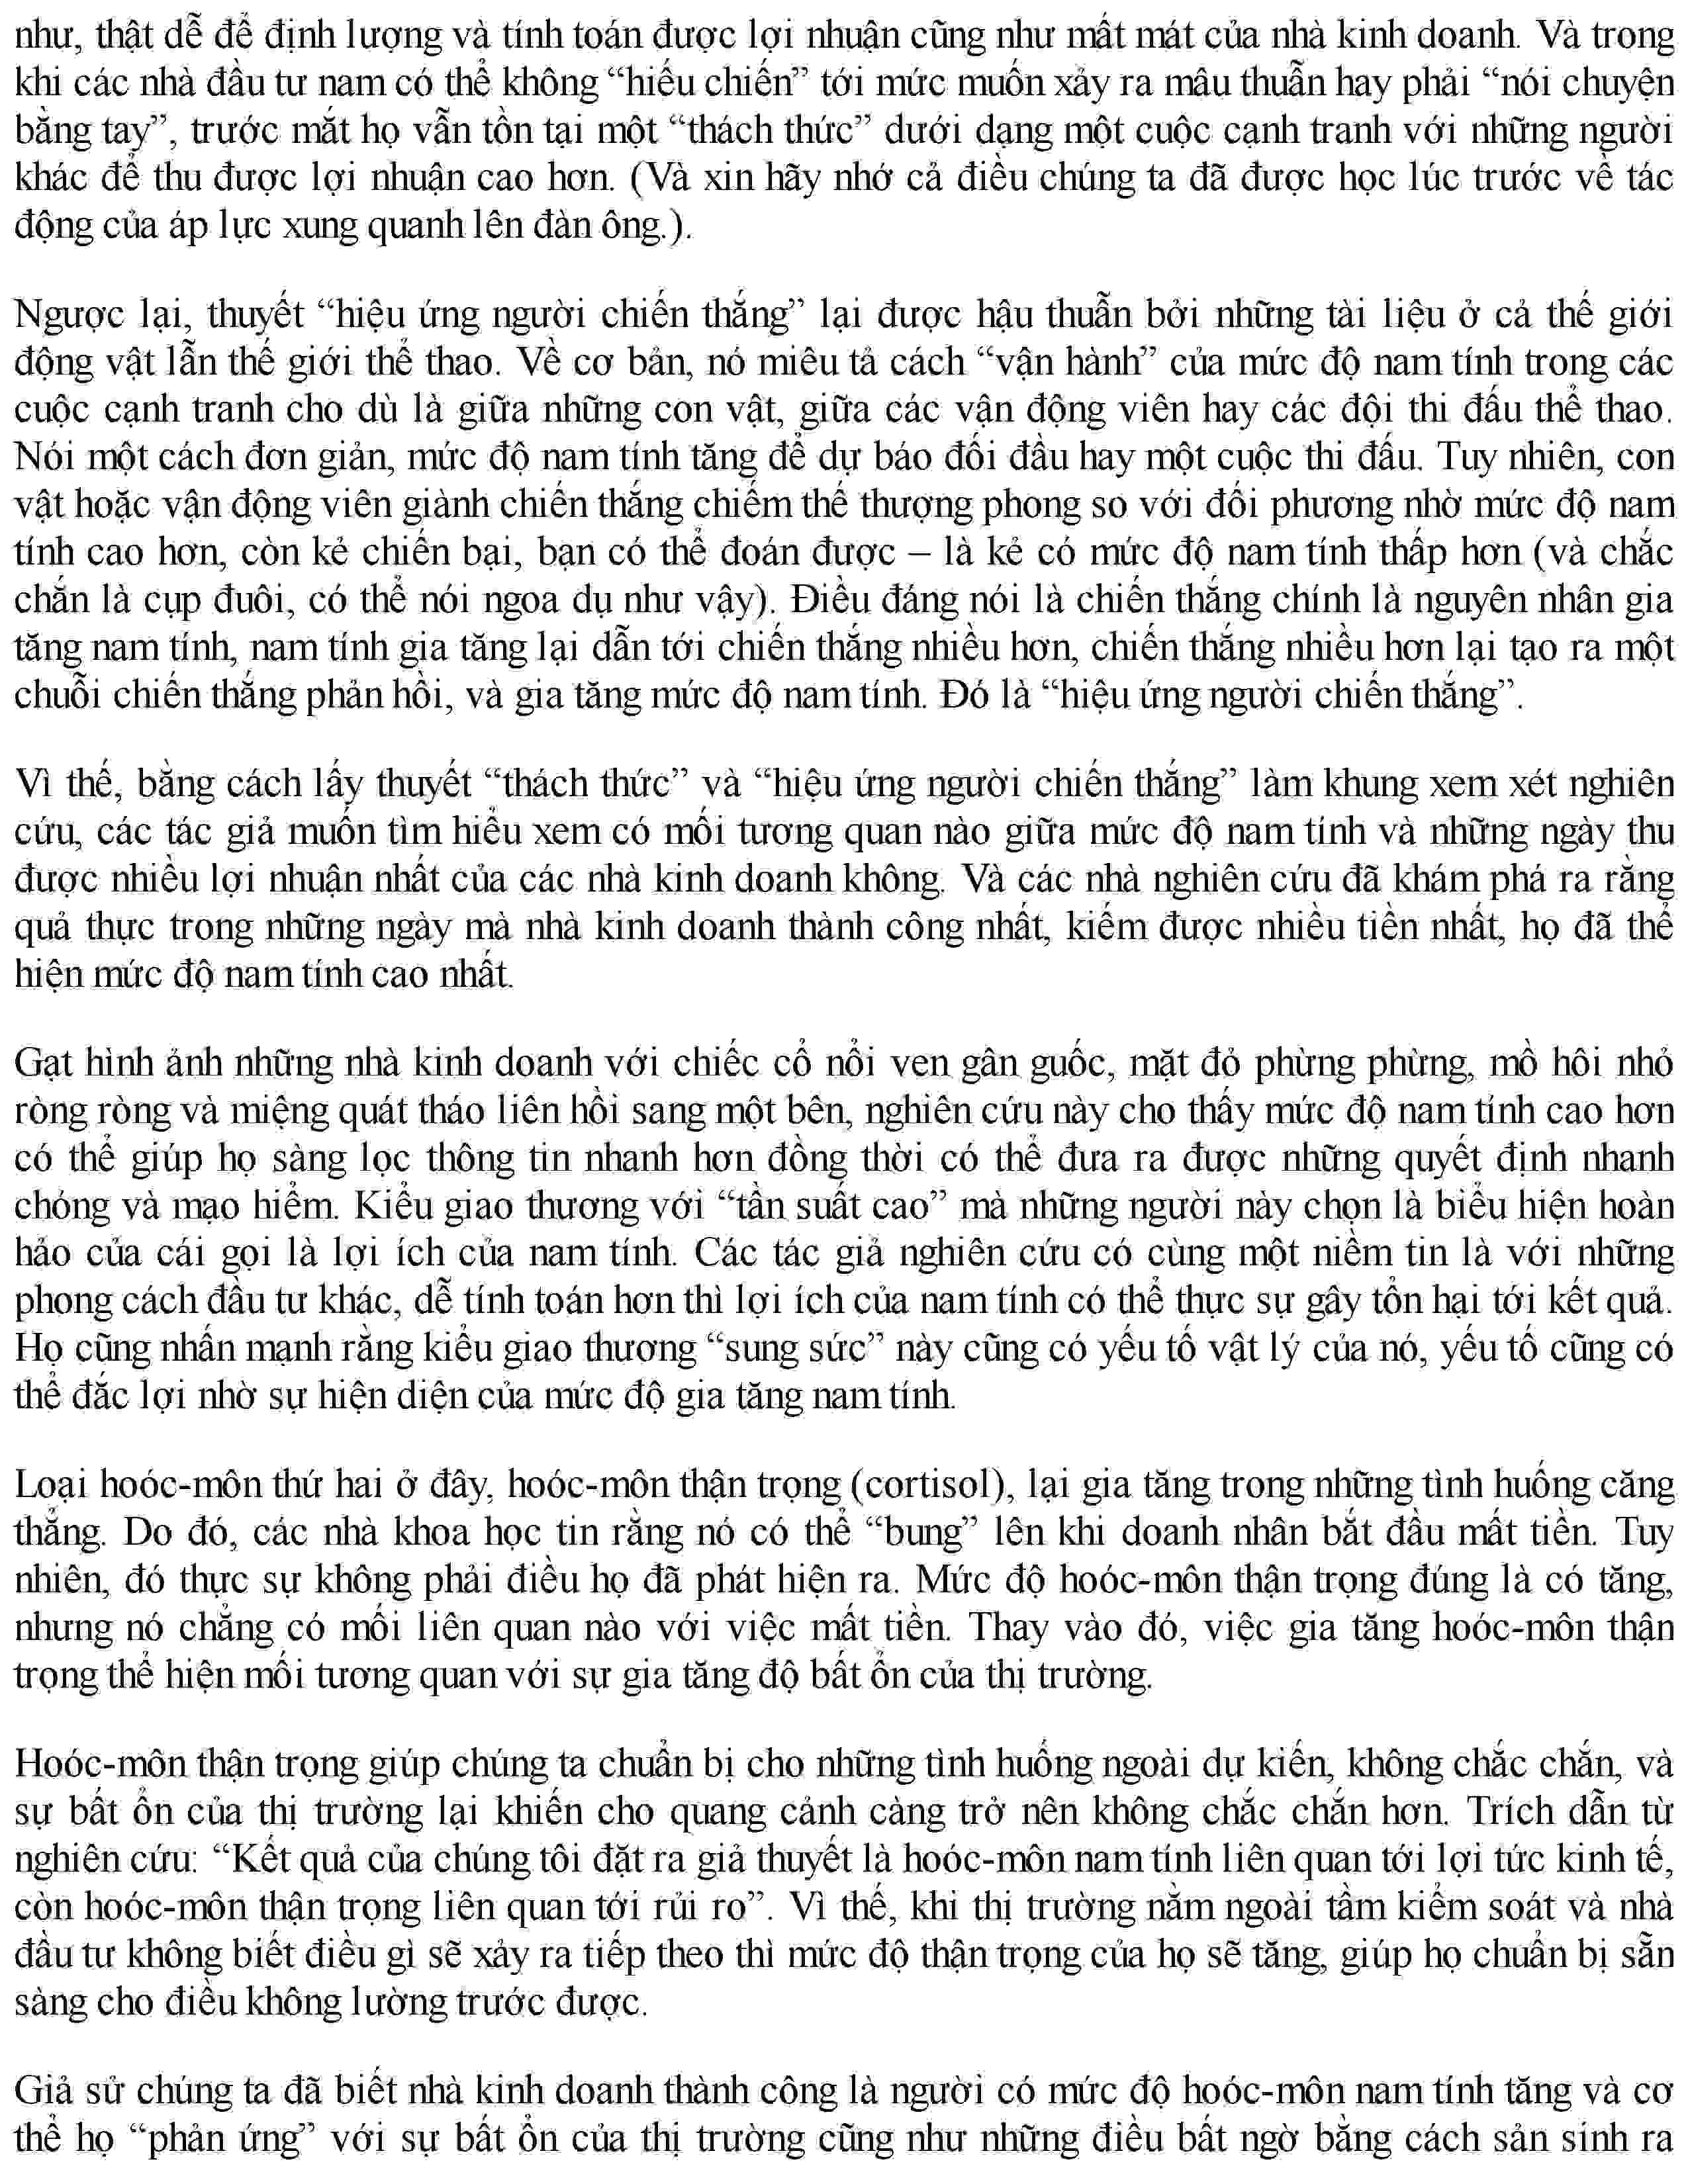 như, thật dễ để định lượng và tính toán được lợi nhuận cũng như mất mát của nhà kinh doanh. Và trong
khi các nhà đầu tư nam có thể không “hiếu chiến” tới mức muốn xảy ra mâu thuẫn hay phải “nói chuyện
bằng tay”, trước mắt họ vẫn tồn tại một “thách thức” dưới dạng một cuộc cạnh tranh với những người
khác để thu được lợi nhuận cao hơn. (Và xin hãy nhớ cả điều chúng ta đã được học lúc trước về tác
động của áp lực xung quanh lên đàn ông.).
Ngược lại, thuyết “hiệu ứng người chiến thắng” lại được hậu thuẫn bởi những tài liệu ở cả thế giới
động vật lẫn thế giới thể thao. Về cơ bản, nó miêu tả cách “vận hành” của mức độ nam tính trong các
cuộc cạnh tranh cho dù là giữa những con vật, giữa các vận động viên hay các đội thi đấu thể thao.
Nói một cách đơn giản, mức độ nam tính tăng để dự báo đối đầu hay một cuộc thi đấu. Tuy nhiên, con
vật hoặc vận động viên giành chiến thắng chiếm thế thượng phong so với đối phương nhờ mức độ nam
tính cao hơn, còn kẻ chiến bại, bạn có thể đoán được – là kẻ có mức độ nam tính thấp hơn (và chắc
chắn là cụp đuôi, có thể nói ngoa dụ như vậy). Điều đáng nói là chiến thắng chính là nguyên nhân gia
tăng nam tính, nam tính gia tăng lại dẫn tới chiến thắng nhiều hơn, chiến thắng nhiều hơn lại tạo ra một
chuỗi chiến thắng phản hồi, và gia tăng mức độ nam tính. Đó là “hiệu ứng người chiến thắng”.
Vì thế, bằng cách lấy thuyết “thách thức” và “hiệu ứng người chiến thắng” làm khung xem xét nghiên
cứu, các tác giả muốn tìm hiểu xem có mối tương quan nào giữa mức độ nam tính và những ngày thu
được nhiều lợi nhuận nhất của các nhà kinh doanh không. Và các nhà nghiên cứu đã khám phá ra rằng
quả thực trong những ngày mà nhà kinh doanh thành công nhất, kiếm được nhiều tiền nhất, họ đã thể
hiện mức độ nam tính cao nhất.
Gạt hình ảnh những nhà kinh doanh với chiếc cổ nổi ven gân guốc, mặt đỏ phừng phừng, mồ hôi nhỏ
ròng ròng và miệng quát tháo liên hồi sang một bên, nghiên cứu này cho thấy mức độ nam tính cao hơn
có thể giúp họ sàng lọc thông tin nhanh hơn đồng thời có thể đưa ra được những quyết định nhanh
chóng và mạo hiểm. Kiểu giao thương với “tần suất cao” mà những người này chọn là biểu hiện hoàn
hảo của cái gọi là lợi ích của nam tính. Các tác giả nghiên cứu có cùng một niềm tin là với những
phong cách đầu tư khác, dễ tính toán hơn thì lợi ích của nam tính có thể thực sự gây tổn hại tới kết quả.
Họ cũng nhấn mạnh rằng kiểu giao thương “sung sức” này cũng có yếu tố vật lý của nó, yếu tố cũng có
thể đắc lợi nhờ sự hiện diện của mức độ gia tăng nam tính.
Loại hoóc-môn thứ hai ở đây, hoóc-môn thận trọng (cortisol), lại gia tăng trong những tình huống căng
thẳng. Do đó, các nhà khoa học tin rằng nó có thể “bung” lên khi doanh nhân bắt đầu mất tiền. Tuy
nhiên, đó thực sự không phải điều họ đã phát hiện ra. Mức độ hoóc-môn thận trọng đúng là có tăng,
nhưng nó chẳng có mối liên quan nào với việc mất tiền. Thay vào đó, việc gia tăng hoóc-môn thận
trọng thể hiện mối tương quan với sự gia tăng độ bất ổn của thị trường.
Hoóc-môn thận trọng giúp chúng ta chuẩn bị cho những tình huống ngoài dự kiến, không chắc chắn, và
sự bất ổn của thị trường lại khiến cho quang cảnh càng trở nên không chắc chắn hơn. Trích dẫn từ
nghiên cứu: “Kết quả của chúng tôi đặt ra giả thuyết là hoóc-môn nam tính liên quan tới lợi tức kinh tế,
còn hoóc-môn thận trọng liên quan tới rủi ro”. Vì thế, khi thị trường nằm ngoài tầm kiểm soát và nhà
đầu tư không biết điều gì sẽ xảy ra tiếp theo thì mức độ thận trọng của họ sẽ tăng, giúp họ chuẩn bị sẵn
sàng cho điều không lường trước được.
Giả sử chúng ta đã biết nhà kinh doanh thành công là người có mức độ hoóc-môn nam tính tăng và cơ
thể họ “phản ứng” với sự bất ổn của thị trường cũng như những điều bất ngờ bằng cách sản sinh ra